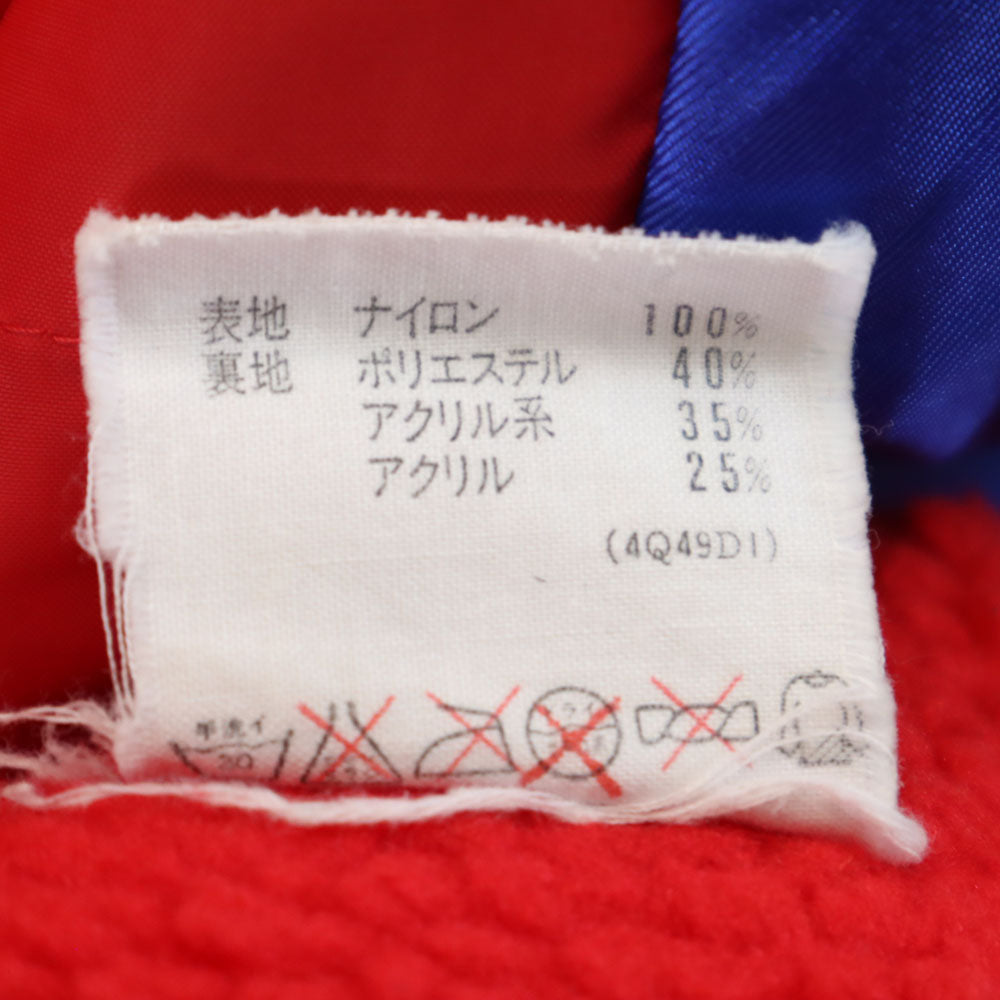 表地 ナイロン 100%
裏地 ポリエステル 40%
アクリル系 35%
アクリル 25%
(4Q49D1)
手洗イ
30